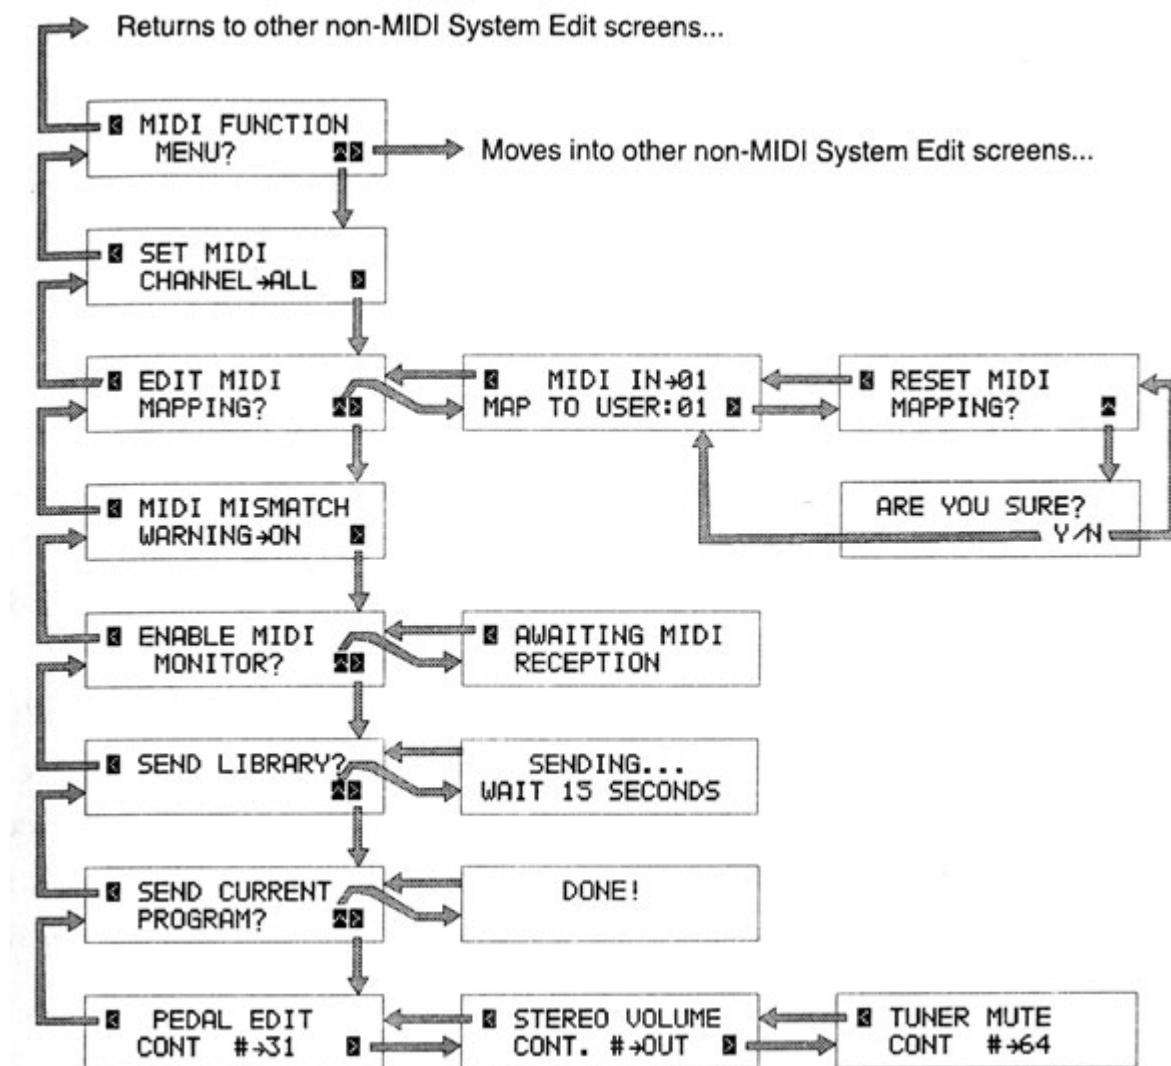 Returns to other non-MIDI System Edit screens...
MIDI FUNCTION
MENU?
Moves into other non-MIDI System Edit screens...
SET MIDI
CHANNEL→ALL
EDIT MIDI
MAPPING?
MIDI IN→01
MAP TO USER:01
RESET MIDI
MAPPING?
ARE YOU SURE?
Y/N
MIDI MISMATCH
WARNING→ON
ENABLE MIDI
MONITOR?
AWAITING MIDI
RECEPTION
SEND LIBRARY?
SENDING...
WAIT 15 SECONDS
SEND CURRENT
PROGRAM?
DONE!
PEDAL EDIT
CONT #→31
STEREO VOLUME
CONT. #→OUT
TUNER MUTE
CONT #→64